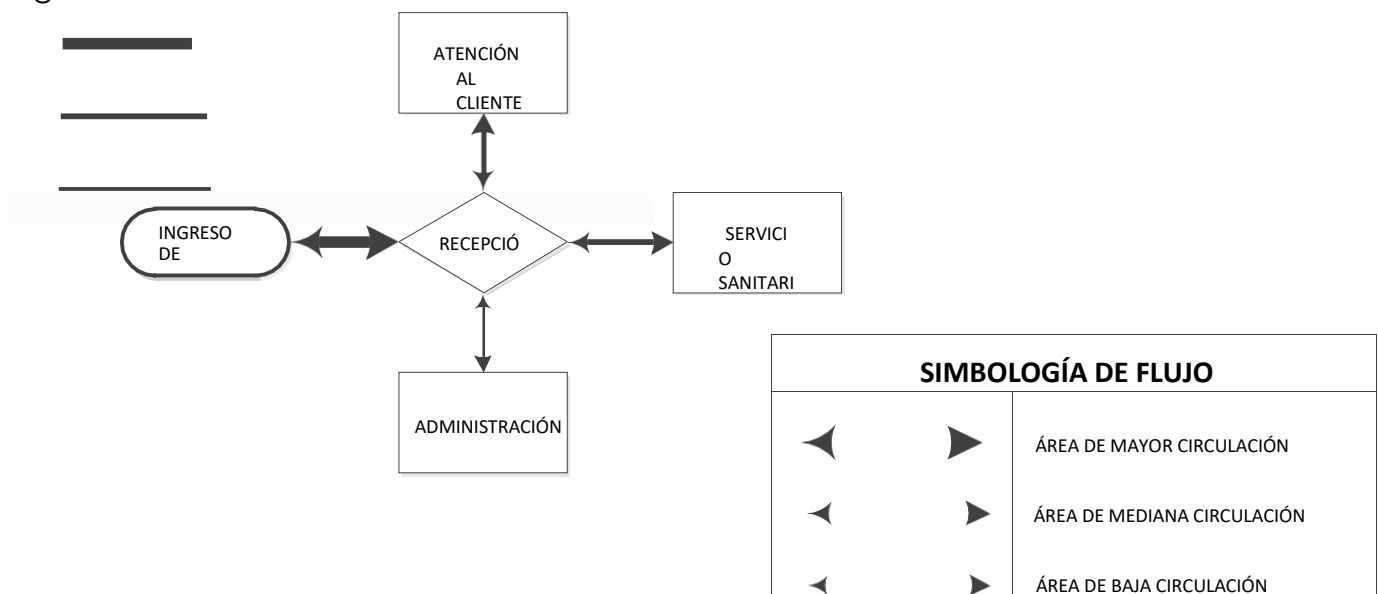 ATENCIÓN
AL
CLIENTE
INGRESO
DE
RECEPCIÓ
SERVICI
O
SANITARI
ADMINISTRACIÓN
SIMBOLOGÍA DE FLUJO
ÁREA DE MAYOR CIRCULACIÓN
ÁREA DE MEDIANA CIRCULACIÓN
ÁREA DE BAJA CIRCULACIÓN